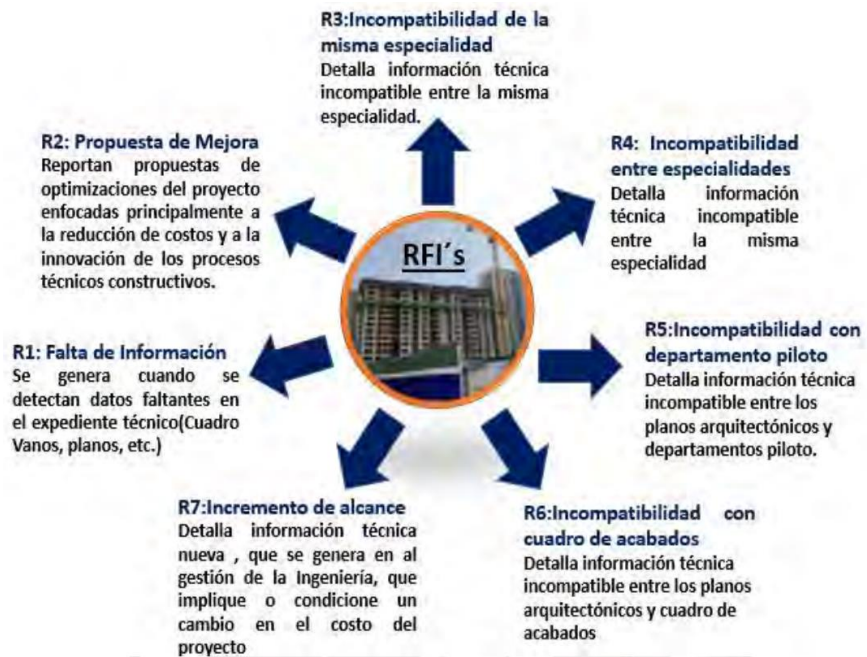 RFI´s
R1: Falta de Información
Se genera cuando se
detectan datos faltantes en
el expediente técnico(Cuadro
Vanos, planos, etc.)
R2: Propuesta de Mejora
Reportan propuestas de
optimizaciones del proyecto
enfocadas principalmente a
la reducción de costos y a la
innovación de los procesos
técnicos constructivos.
R3:Incompatibilidad de la
misma especialidad
Detalla información técnica
incompatible entre la misma
especialidad.
R4: Incompatibilidad
entre especialidades
Detalla información
técnica incompatible
entre la misma
especialidad
R5:Incompatibilidad con
departamento piloto
Detalla información técnica
incompatible entre los
planos arquitectónicos y
departamentos piloto.
R6:Incompatibilidad con
cuadro de acabados
Detalla información técnica
incompatible entre los planos
arquitectónicos y cuadro de
acabados
R7:Incremento de alcance
Detalla información técnica
nueva , que se genera en al
gestión de la Ingeniería, que
implique o condicione un
cambio en el costo del
proyecto